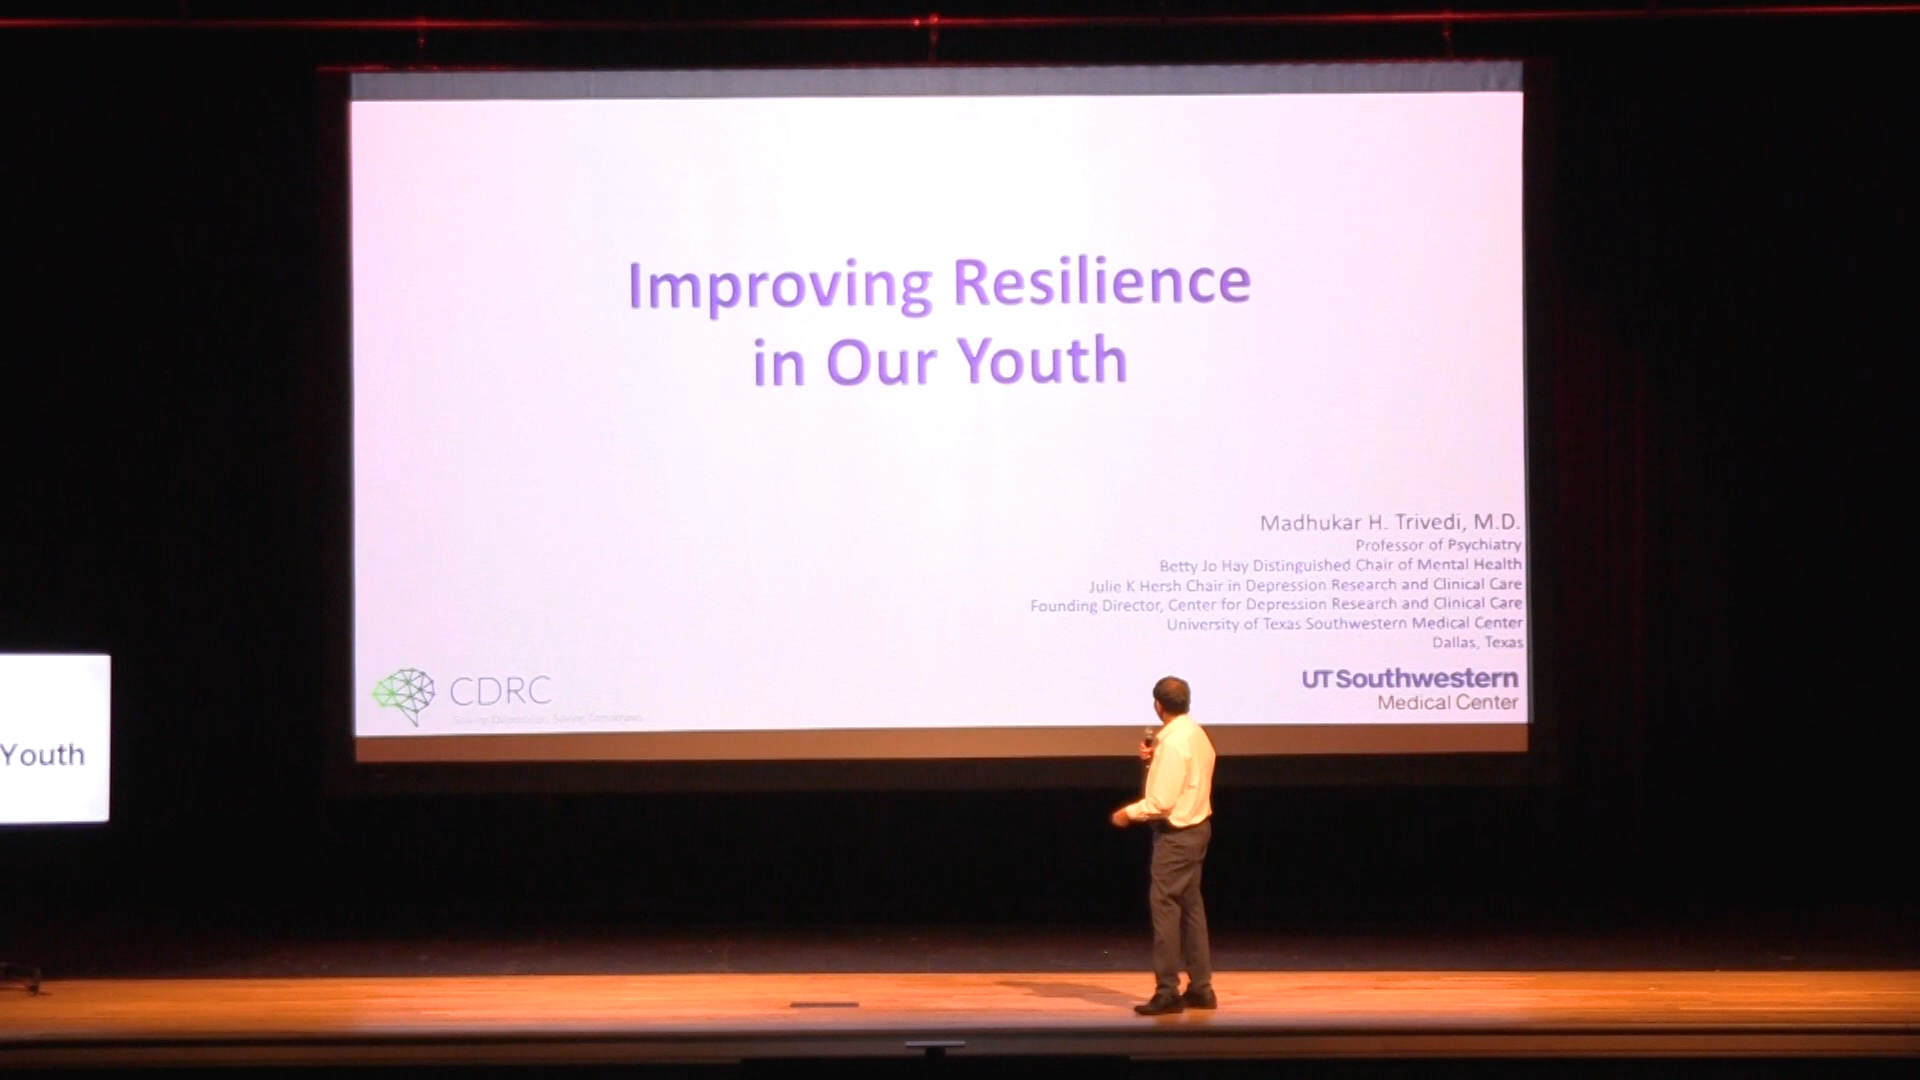 Improving Resilience
in Our Youth
Madhukar H. Trivedi, M.D.
Professor of Psychiatry
Betty Jo Hay Distinguished Chair of Mental Health
Julie K Hersh Chair in Depression Research and Clinical Care
Founding Director, Center for Depression Research and Clinical Care
University of Texas Southwestern Medical Center
Dallas, Texas
CDRC
UT Southwestern
Medical Center
Youth